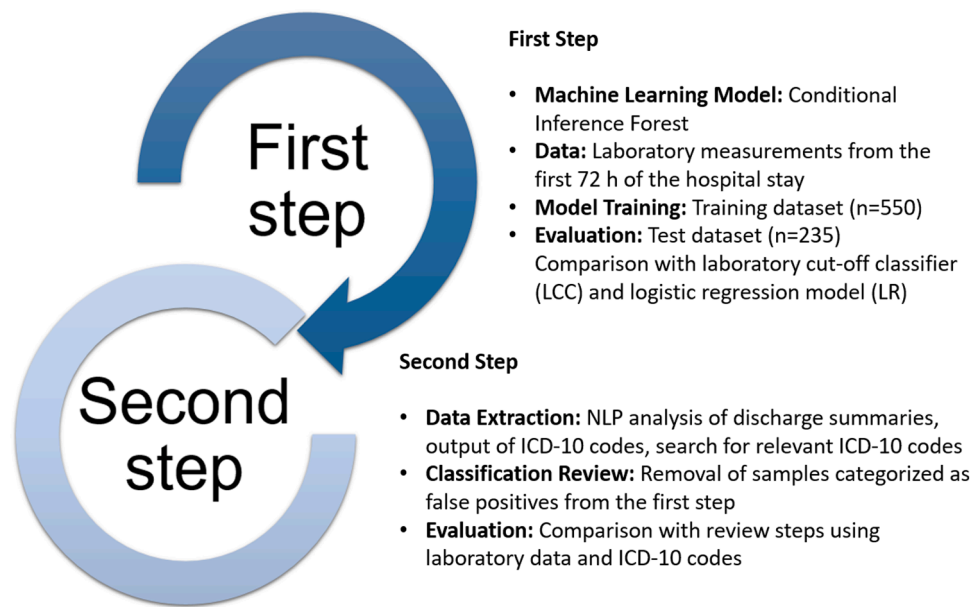 First
step
First Step
• Machine Learning Model: Conditional
Inference Forest
• Data: Laboratory measurements from the
first 72 h of the hospital stay
• Model Training: Training dataset (n=550)
• Evaluation: Test dataset (n=235)
Comparison with laboratory cut-off classifier
(LCC) and logistic regression model (LR)
Second
step
Second Step
• Data Extraction: NLP analysis of discharge summaries,
output of ICD-10 codes, search for relevant ICD-10 codes
• Classification Review: Removal of samples categorized as
false positives from the first step
• Evaluation: Comparison with review steps using
laboratory data and ICD-10 codes